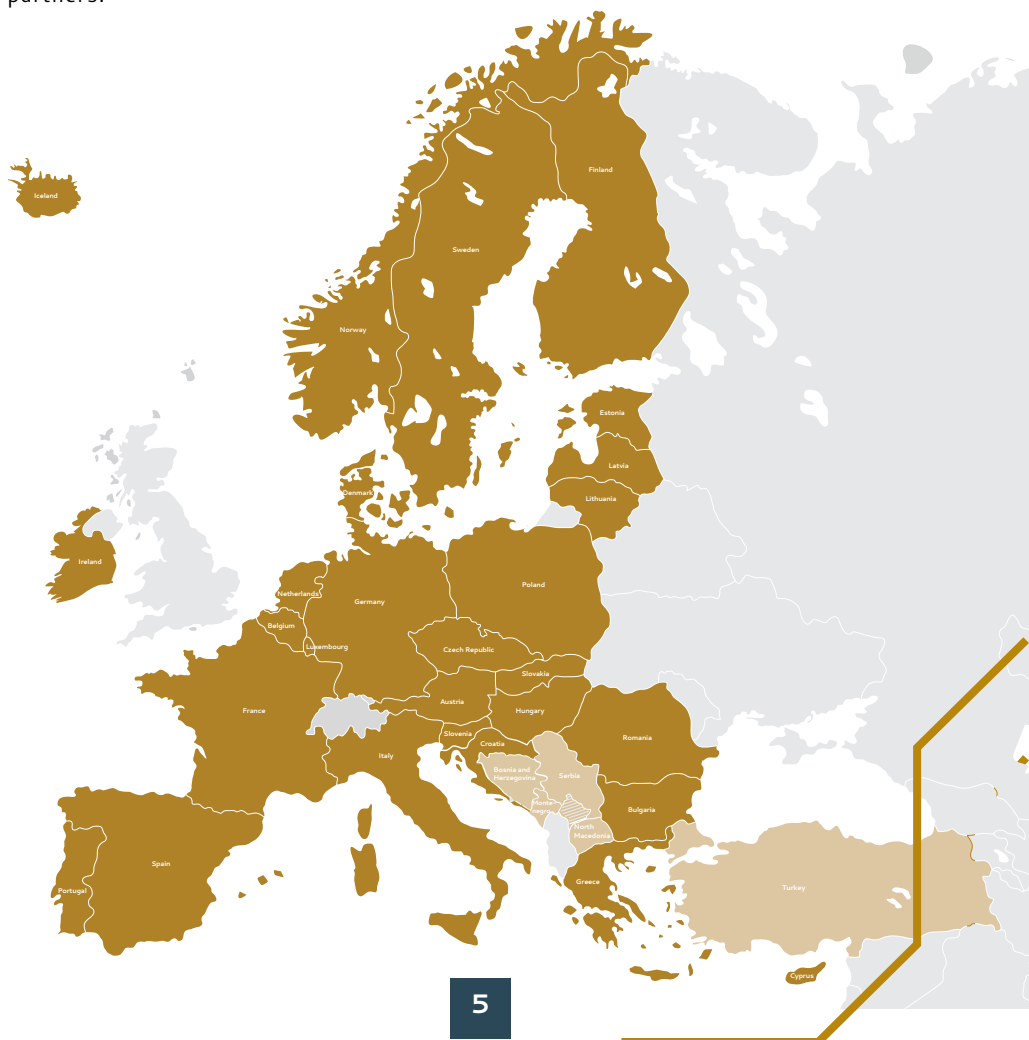 partners.
Iceland
Finland
Sweden
Norway
Estonia
Latvia
Denmark
Lithuania
Ireland
Netherlands
Germany
Poland
Belgium
Luxembourg
Czech Republic
Slovakia
France
Austria
Hungary
Slovenia
Romania
Croatia
Italy
Bosnia and
Herzegovina
Serbia
Monte-
negro
Bulgaria
North
Macedonia
Spain
Greece
Turkey
Portugal
Cyprus
5